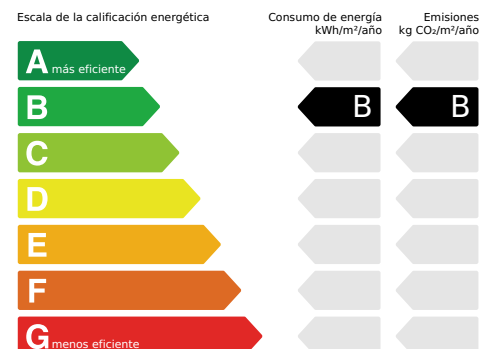 Escala de la calificación energética
Consumo de energía
kWh/m²/año
Emisiones
kg CO₂/m²/año
A más eficiente
B
B
B
C
D
E
F
G menos eficiente